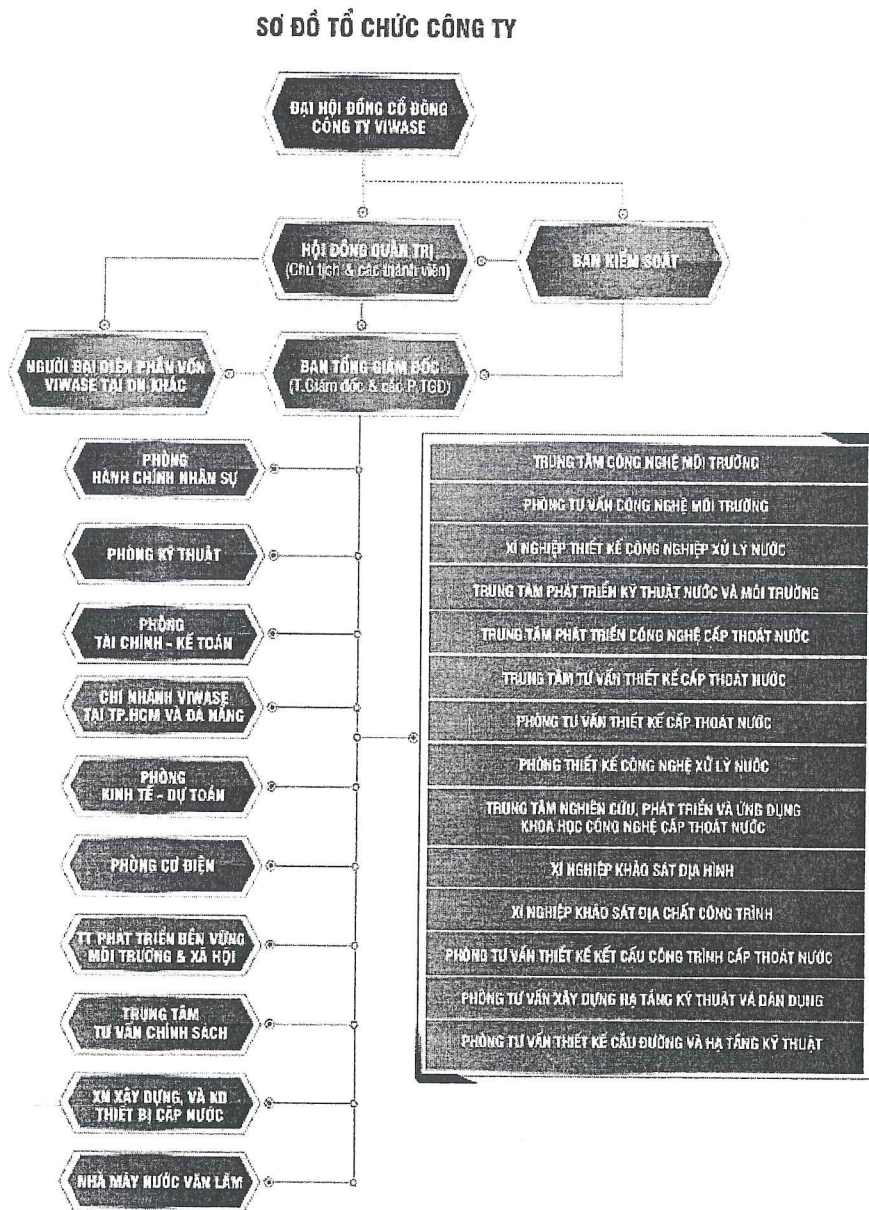 SƠ ĐỒ TỔ CHỨC CÔNG TY
ĐẠI HỘI ĐỒNG CỔ ĐÔNG
CÔNG TY VIWASE
HỘI ĐỒNG QUẢN TRỊ
(Chủ tịch & các thành viên)
BAN KIỂM SOÁT
NGƯỜI ĐẠI DIỆN PHẦN VỐN
VIWASE TẠI DN KHÁC
BAN TỔNG GIÁM ĐỐC
(T.Giám đốc & các P.TGĐ)
PHÒNG
HÀNH CHÍNH NHÂN SỰ
PHÒNG KỸ THUẬT
PHÒNG
TÀI CHÍNH - KẾ TOÁN
CHI NHÁNH VIWASE
TẠI TP.HCM VÀ ĐÀ NẴNG
PHÒNG
KINH TẾ - DỰ TOÁN
PHÒNG CƠ ĐIỆN
TT PHÁT TRIỂN BỀN VỮNG
MÔI TRƯỜNG & XÃ HỘI
TRUNG TÂM
TƯ VẤN CHÍNH SÁCH
XN XÂY DỰNG, VÀ KD
THIẾT BỊ CẤP NƯỚC
NHÀ MÁY NƯỚC VĂN LÂM
TRUNG TÂM CÔNG NGHỆ MÔI TRƯỜNG
PHÒNG TƯ VẤN CÔNG NGHỆ MÔI TRƯỜNG
XÍ NGHIỆP THIẾT KẾ CÔNG NGHIỆP XỬ LÝ NƯỚC
TRUNG TÂM PHÁT TRIỂN KỸ THUẬT NƯỚC VÀ MÔI TRƯỜNG
TRUNG TÂM PHÁT TRIỂN CÔNG NGHỆ CẤP THOÁT NƯỚC
TRUNG TÂM TƯ VẤN THIẾT KẾ CẤP THOÁT NƯỚC
PHÒNG TƯ VẤN THIẾT KẾ CẤP THOÁT NƯỚC
PHÒNG THIẾT KẾ CÔNG NGHỆ XỬ LÝ NƯỚC
TRUNG TÂM NGHIÊN CỨU, PHÁT TRIỂN VÀ ỨNG DỤNG
KHOA HỌC CÔNG NGHỆ CẤP THOÁT NƯỚC
XÍ NGHIỆP KHẢO SÁT ĐỊA HÌNH
XÍ NGHIỆP KHẢO SÁT ĐỊA CHẤT CÔNG TRÌNH
PHÒNG TƯ VẤN THIẾT KẾ KẾT CẤU CÔNG TRÌNH CẤP THOÁT NƯỚC
PHÒNG TƯ VẤN XÂY DỰNG HẠ TẦNG KỸ THUẬT VÀ DÂN DỤNG
PHÒNG TƯ VẤN THIẾT KẾ CẦU ĐƯỜNG VÀ HẠ TẦNG KỸ THUẬT